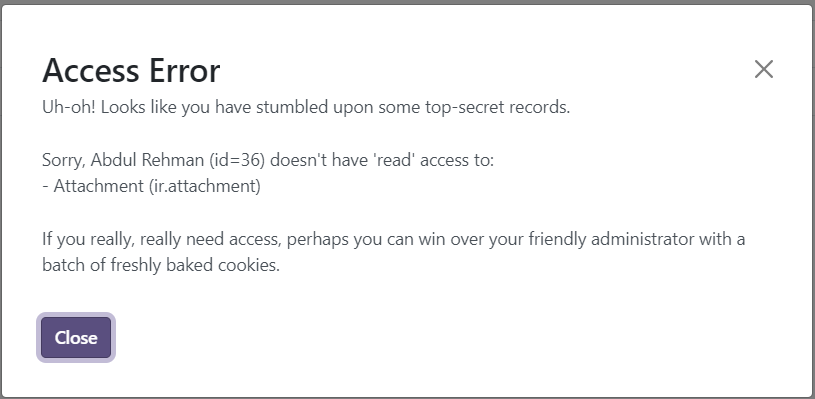 Access Error
Uh-oh! Looks like you have stumbled upon some top-secret records.
Sorry, Abdul Rehman (id=36) doesn't have 'read' access to:
- Attachment (ir.attachment)
If you really, really need access, perhaps you can win over your friendly administrator with a
batch of freshly baked cookies.
Close